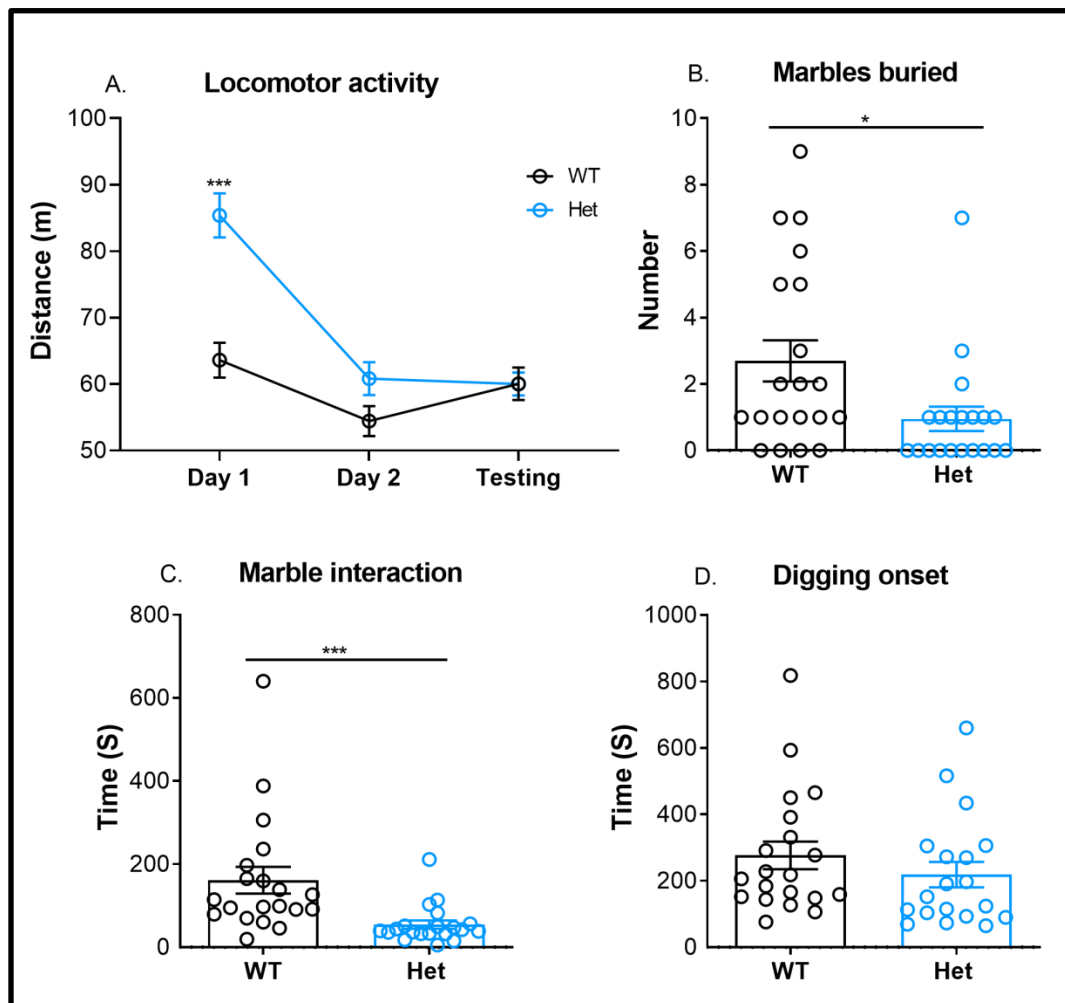 A. Locomotor activity
100
90
80
70
60
50
Distance (m)
***
WT
Het
Day 1 Day 2 Testing
B. Marbles buried
10
8
6
4
2
0
Number
*
WT Het
C. Marble interaction
800
600
400
200
0
Time (S)
***
WT Het
D. Digging onset
1000
800
600
400
200
0
Time (S)
WT Het